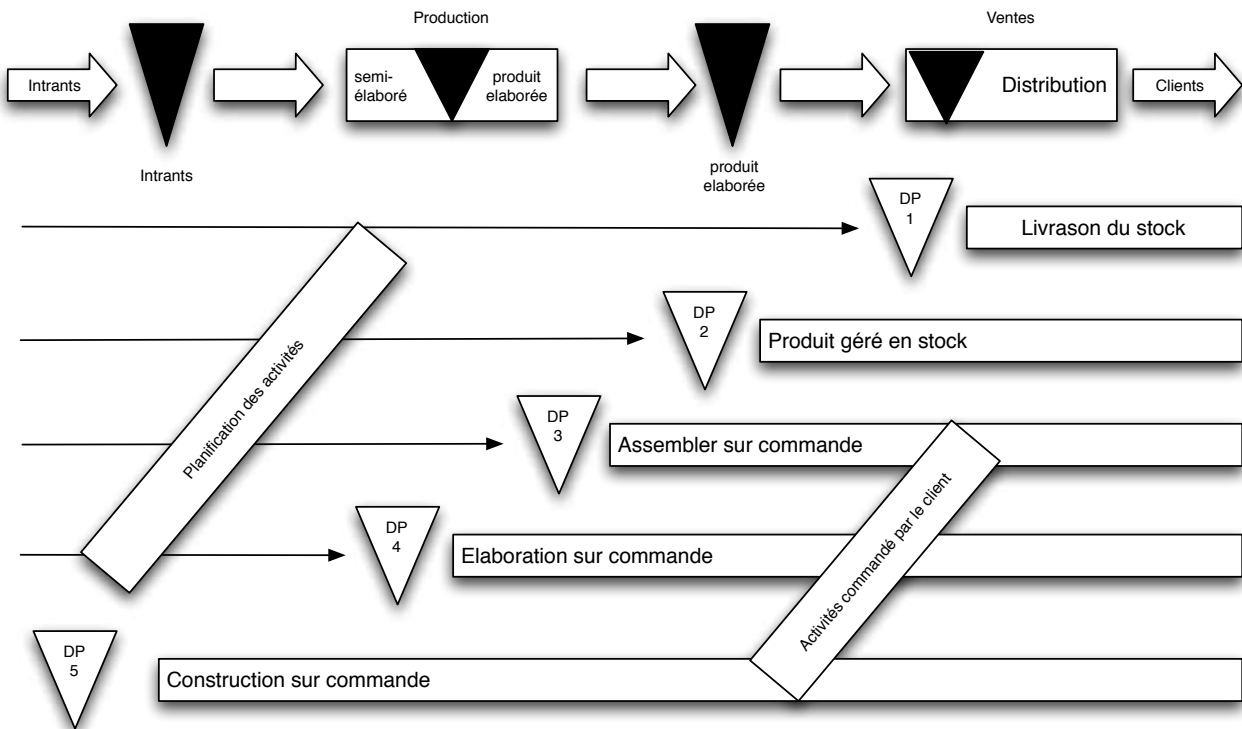 Production
Ventes
Intrants
semi-
élaboré
produit
elaborée
Distribution
Clients
Intrants
produit
elaborée
DP
1
Livrason du stock
DP
2
Produit géré en stock
Planification des activités
DP
3
Assembler sur commande
DP
4
Elaboration sur commande
Activités commandé par le client
DP
5
Construction sur commande